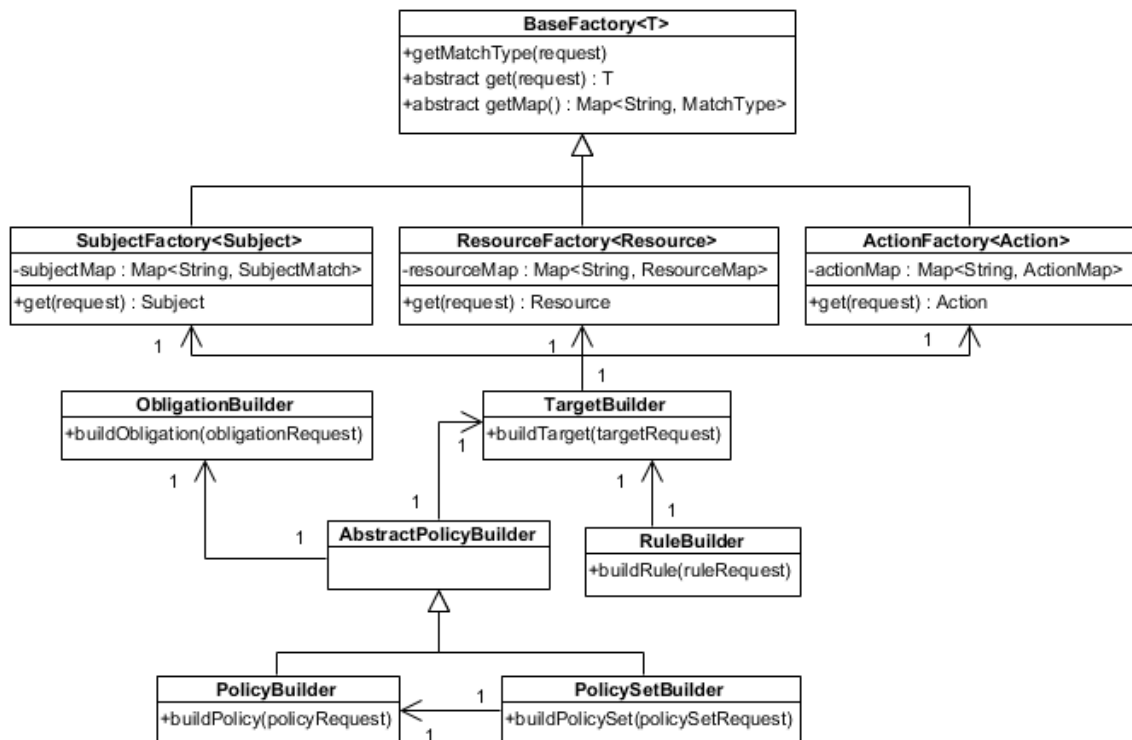 BaseFactory<T>
+getMatchType(request)
+abstract get(request) : T
+abstract getMap() : Map<String, MatchType>
SubjectFactory<Subject>
-subjectMap : Map<String, SubjectMatch>
+get(request) : Subject
ResourceFactory<Resource>
-resourceMap : Map<String, ResourceMap>
+get(request) : Resource
ActionFactory<Action>
-actionMap : Map<String, ActionMap>
+get(request) : Action
1
1
1
1
ObligationBuilder
+buildObligation(obligationRequest)
TargetBuilder
+buildTarget(targetRequest)
1
1
1
1
1
1
AbstractPolicyBuilder
RuleBuilder
+buildRule(ruleRequest)
PolicyBuilder
+buildPolicy(policyRequest)
1
1
PolicySetBuilder
+buildPolicySet(policySetRequest)